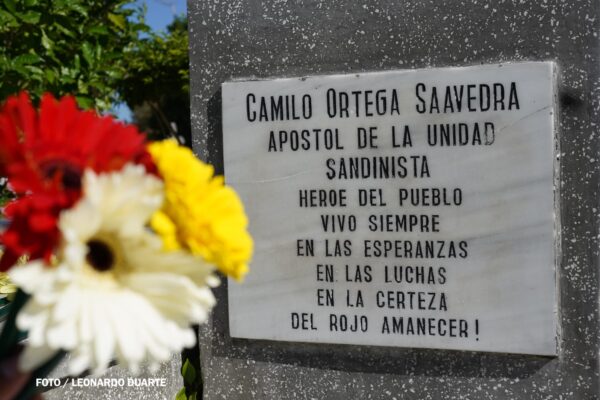 CAMILO ORTEGA SAAVEDRA
APOSTOL DE LA UNIDAD
SANDINISTA
HEROE DEL PUEBLO
VIVO SIEMPRE
EN LAS ESPERANZAS
EN LAS LUCHAS
EN LA CERTEZA
DEL ROJO AMANECER!
FOTO / LEONARDO DUARTE